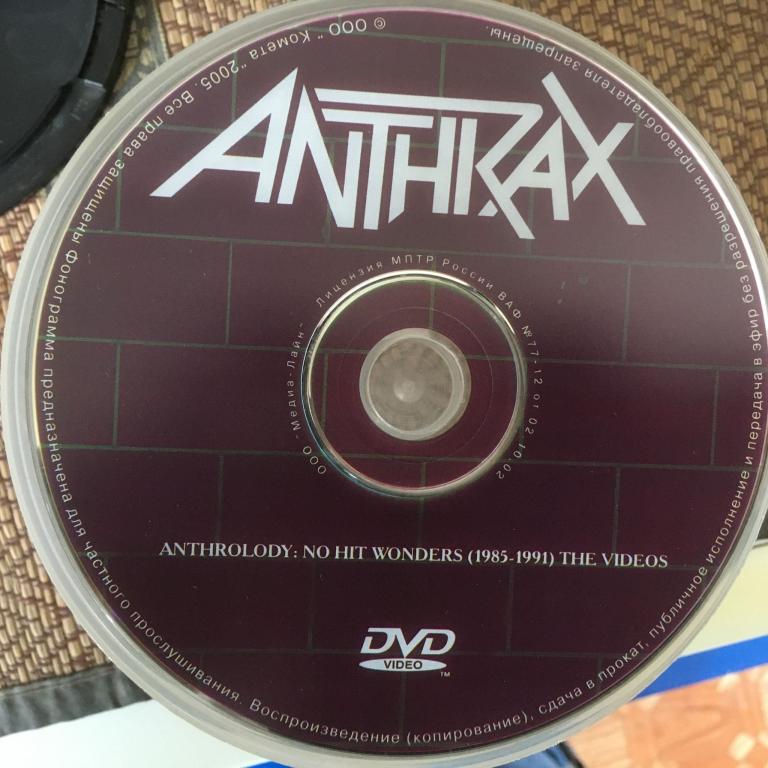 ANTHRAX
© ООО " Комета "2005. Все права защищены Фонограмма предназначена для частного прослушивания. Воспроизведение (копирование), сдача в прокат, публичное исполнение и передача в эфир без разрешения правообладателя запрещены.
ООО -Медиа-Лайн- Лицензия МПТР России ВАФ №77-12 от 02.10.02
ANTHROLODY: NO HIT WONDERS (1985-1991) THE VIDEOS
DVD
VIDEO
TM